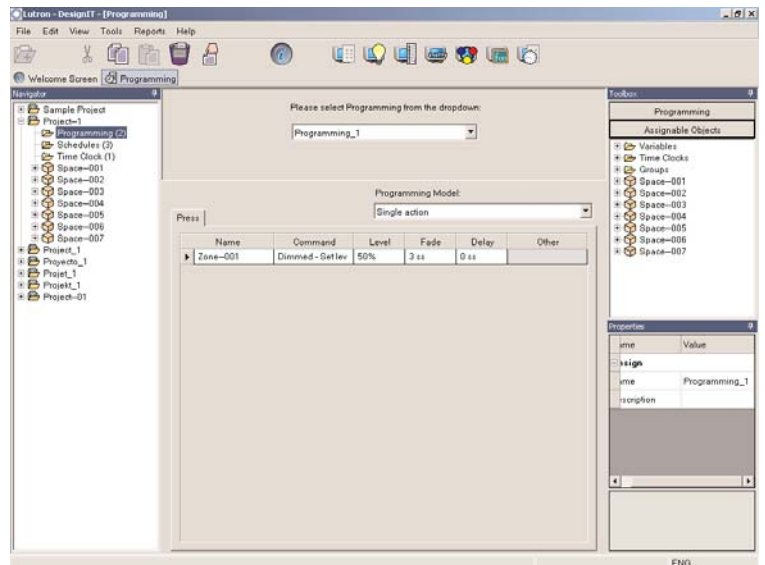 Lutron - DesignIT - [Programming]
File Edit View Tools Reports Help
Welcome Screen Programming
Navigator
Sample Project
Project-1
Programming (2)
Schedules (3)
Time Clock (1)
Space-001
Space-002
Space-003
Space-004
Space-005
Space-006
Space-007
Project_1
Proyecto_1
Projet_1
Projekt_1
Project-01
Please select Programming from the dropdown:
Programming_1
Programming Model:
Single action
Press
Name Command Level Fade Delay Other
Zone-001 Dimmed - Set lev 50% 3 ss 0 ss
Toolbox
Programming
Assignable Objects
Variables
Time Clocks
Groups
Space-001
Space-002
Space-003
Space-004
Space-005
Space-006
Space-007
Properties
ame Value
esign
ame Programming_1
escription
ENG